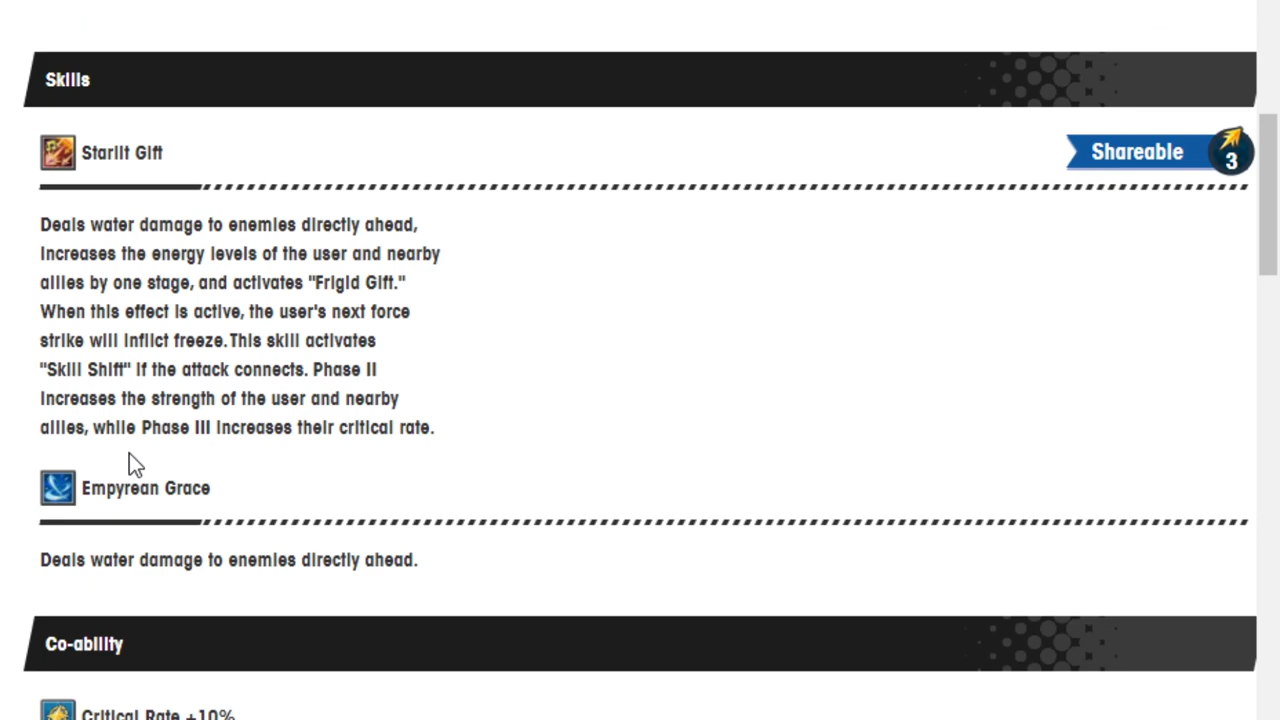 Skills
Starlit Gift
Shareable
3
Deals water damage to enemies directly ahead,
increases the energy levels of the user and nearby
allies by one stage, and activates "Frigid Gift."
When this effect is active, the user's next force
strike will inflict freeze.This skill activates
"Skill Shift" if the attack connects. Phase II
increases the strength of the user and nearby
allies, while Phase III increases their critical rate.
Empyrean Grace
Deals water damage to enemies directly ahead.
Co-ability
Critical Rate +10%